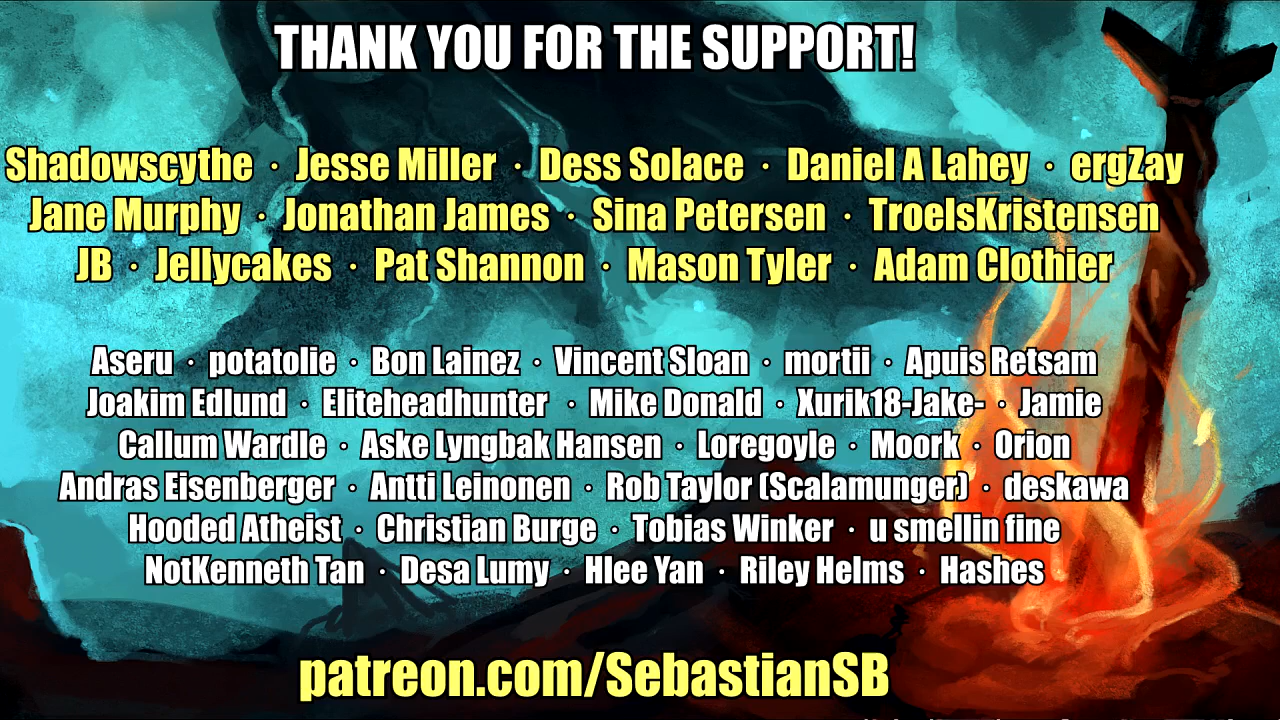 THANK YOU FOR THE SUPPORT!
Shadowscythe · Jesse Miller · Dess Solace · Daniel A Lahey · ergZay
Jane Murphy · Jonathan James · Sina Petersen · TroelsKristensen
JB · Jellycakes · Pat Shannon · Mason Tyler · Adam Clothier
Aseru · potatolie · Bon Lainez · Vincent Sloan · mortii · Apuis Retsam
Joakim Edlund · Eliteheadhunter · Mike Donald · Xurik18-Jake- · Jamie
Callum Wardle · Aske Lyngbak Hansen · Loregoyle · Moork · Orion
Andras Eisenberger · Antti Leinonen · Rob Taylor (Scalamunger) · deskawa
Hooded Atheist · Christian Burge · Tobias Winker · u smellin fine
NotKenneth Tan · Desa Lumy · Hlee Yan · Riley Helms · Hashes
patreon.com/SebastianSB